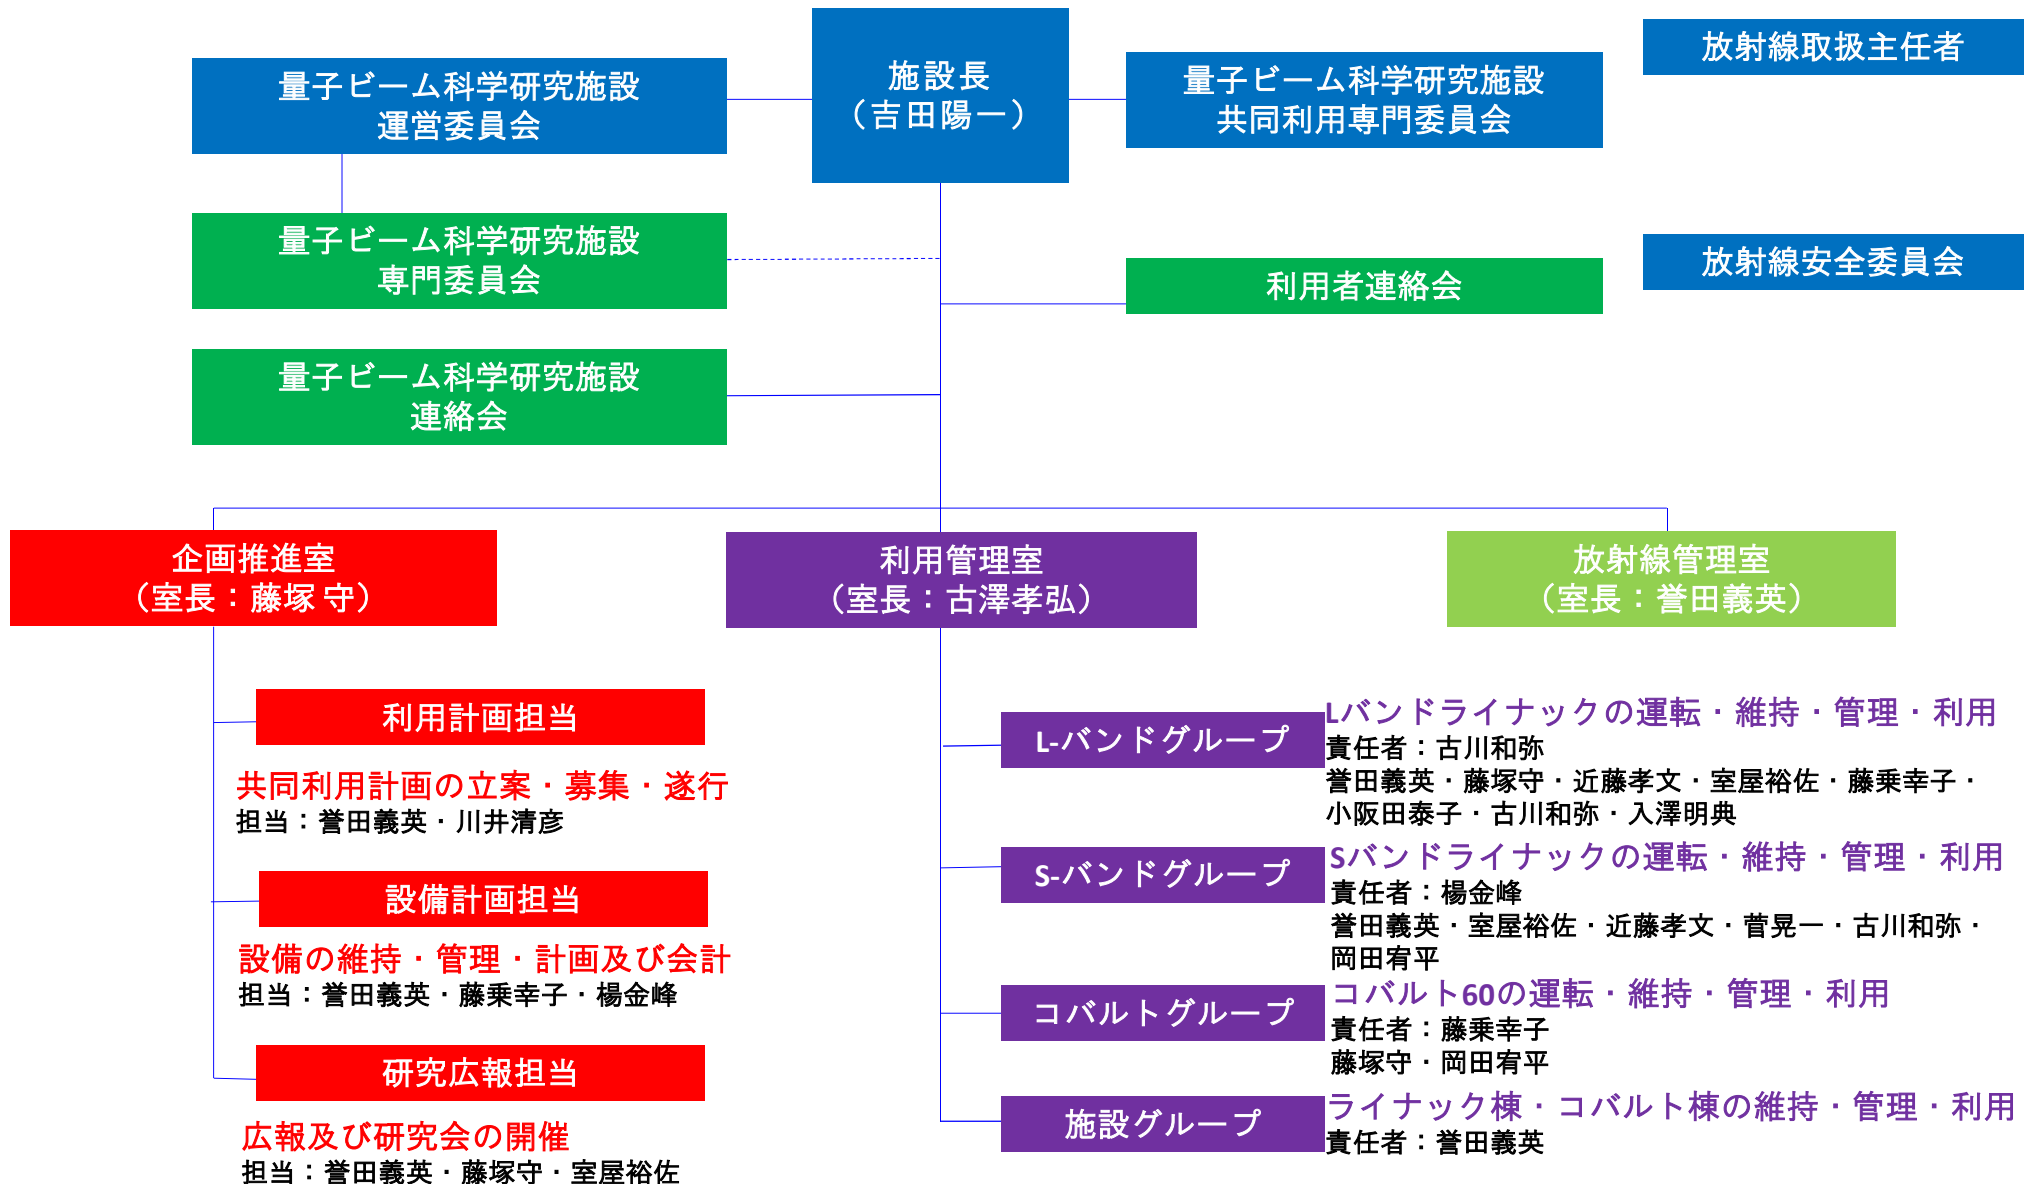 施設長
（吉田陽一）
量子ビーム科学研究施設
運営委員会
量子ビーム科学研究施設
共同利用専門委員会
放射線取扱主任者
量子ビーム科学研究施設
専門委員会
利用者連絡会
放射線安全委員会
量子ビーム科学研究施設
連絡会
企画推進室
（室長：藤塚 守）
利用管理室
（室長：古澤孝弘）
放射線管理室
（室長：誉田義英）
利用計画担当
共同利用計画の立案・募集・遂行
担当：誉田義英・川井清彦
設備計画担当
設備の維持・管理・計画及び会計
担当：誉田義英・藤乗幸子・楊金峰
研究広報担当
広報及び研究会の開催
担当：誉田義英・藤塚守・室屋裕佐
L-バンドグループ
Lバンドライナックの運転・維持・管理・利用
責任者：古川和弥
誉田義英・藤塚守・近藤孝文・室屋裕佐・藤乗幸子・
小阪田泰子・古川和弥・入澤明典
S-バンドグループ
Sバンドライナックの運転・維持・管理・利用
責任者：楊金峰
誉田義英・室屋裕佐・近藤孝文・菅晃一・古川和弥・
岡田宥平
コバルトグループ
コバルト60の運転・維持・管理・利用
責任者：藤乗幸子
藤塚守・岡田宥平
施設グループ
ライナック棟・コバルト棟の維持・管理・利用
責任者：誉田義英